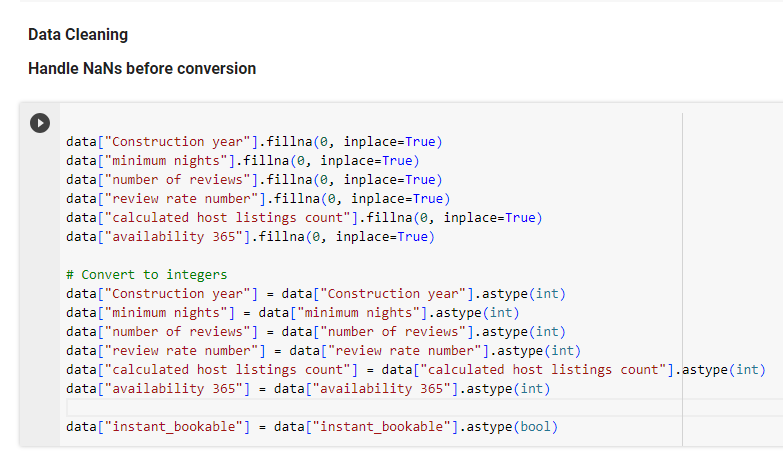 Data Cleaning
Handle NaNs before conversion
data["Construction year"].fillna(0, inplace=True)
data["minimum nights"].fillna(0, inplace=True)
data["number of reviews"].fillna(0, inplace=True)
data["review rate number"].fillna(0, inplace=True)
data["calculated host listings count"].fillna(0, inplace=True)
data["availability 365"].fillna(0, inplace=True)
# Convert to integers
data["Construction year"] = data["Construction year"].astype(int)
data["minimum nights"] = data["minimum nights"].astype(int)
data["number of reviews"] = data["number of reviews"].astype(int)
data["review rate number"] = data["review rate number"].astype(int)
data["calculated host listings count"] = data["calculated host listings count"].astype(int)
data["availability 365"] = data["availability 365"].astype(int)
data["instant_bookable"] = data["instant_bookable"].astype(bool)